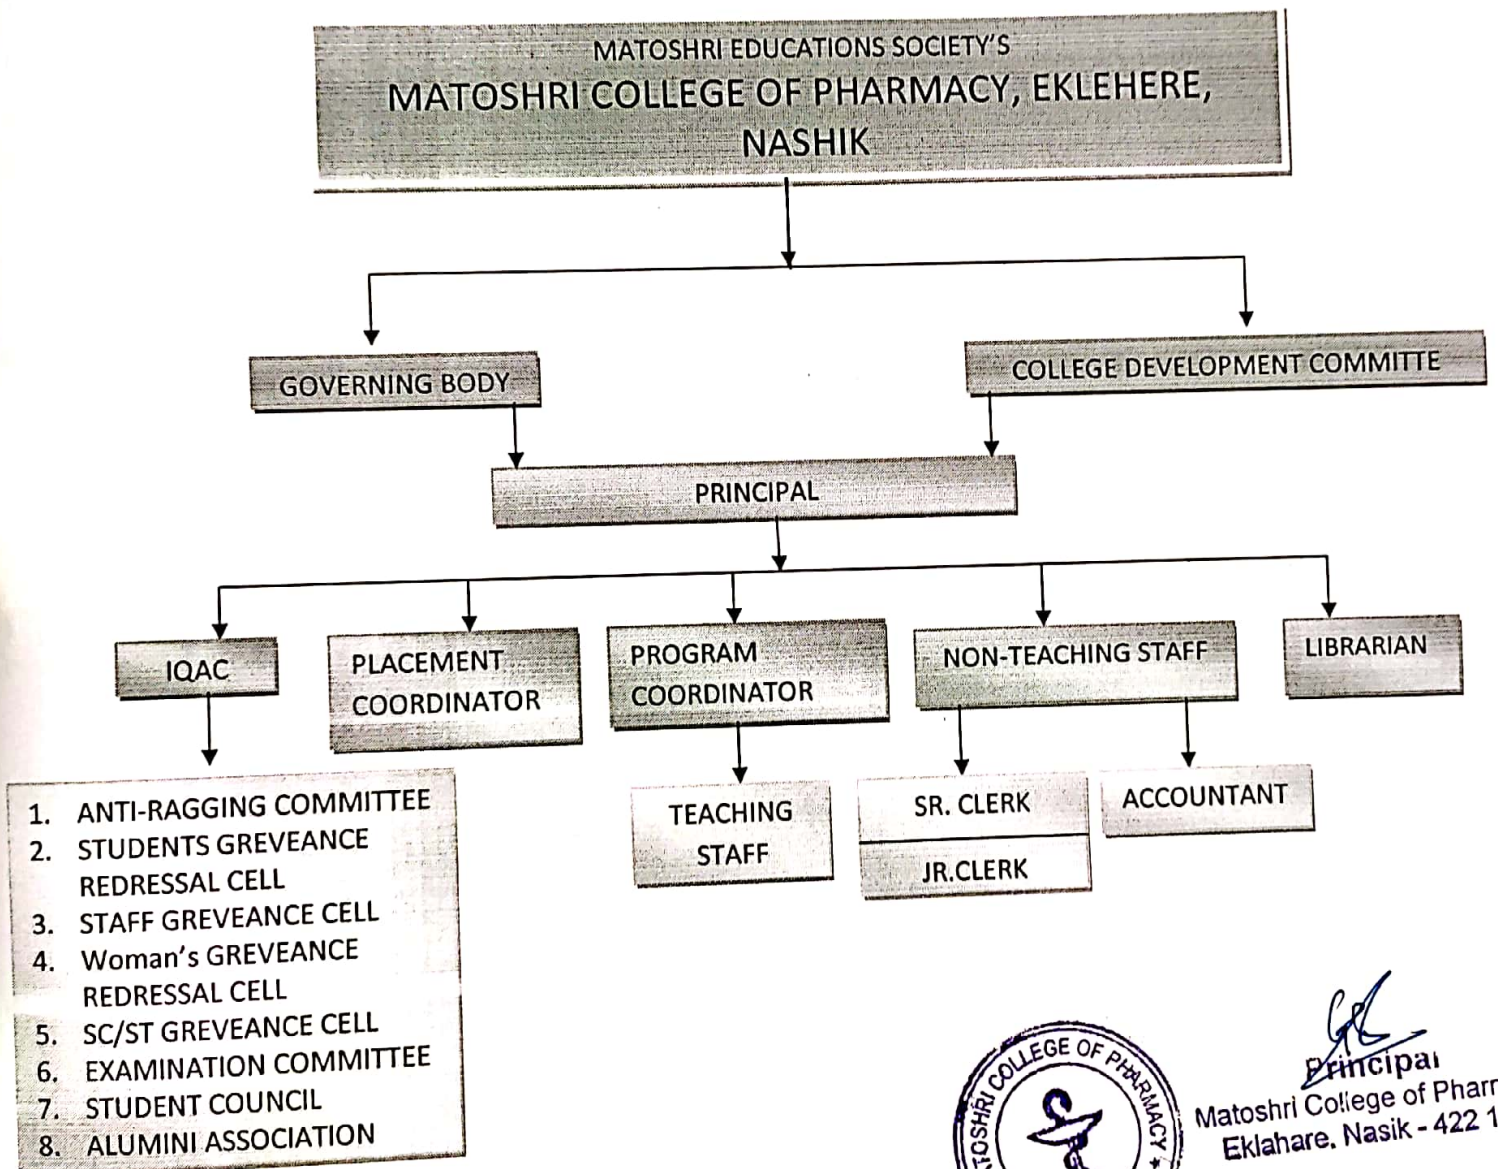 MATOSHRI EDUCATIONS SOCIETY'S
MATOSHRI COLLEGE OF PHARMACY, EKLEHERE,
NASHIK
GOVERNING BODY
COLLEGE DEVELOPMENT COMMITTE
PRINCIPAL
IQAC
PLACEMENT
COORDINATOR
PROGRAM
COORDINATOR
NON-TEACHING STAFF
LIBRARIAN
1. ANTI-RAGGING COMMITTEE
2. STUDENTS GREVEANCE
REDRESSAL CELL
3. STAFF GREVEANCE CELL
4. Woman's GREVEANCE
REDRESSAL CELL
5. SC/ST GREVEANCE CELL
6. EXAMINATION COMMITTEE
7. STUDENT COUNCIL
8. ALUMINI ASSOCIATION
TEACHING
STAFF
SR. CLERK
JR.CLERK
ACCOUNTANT
COLLEGE OF PHARMACY
Principal
Matoshri College of
Eklahare, Nasik - 422